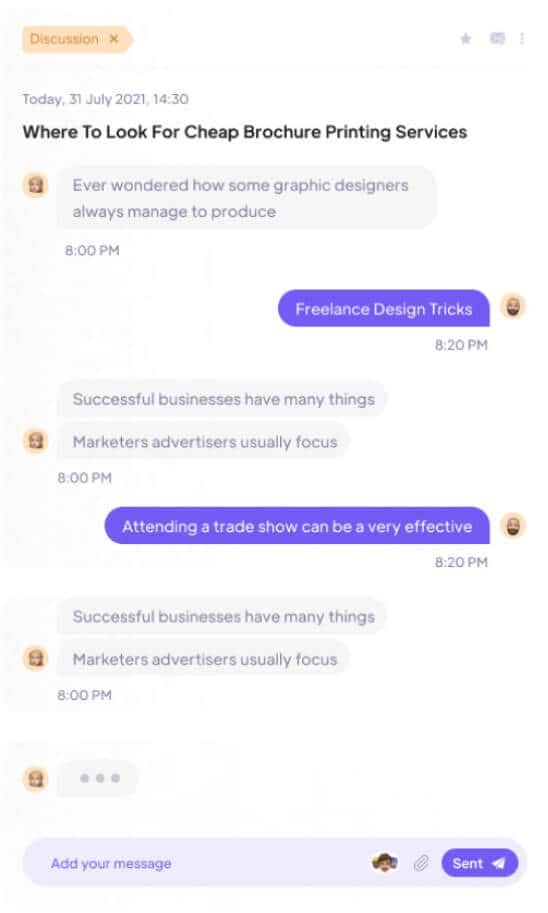 Discussion ×
Today, 31 July 2021, 14:30
Where To Look For Cheap Brochure Printing Services
Ever wondered how some graphic designers
always manage to produce
8:00 PM
Freelance Design Tricks
8:20 PM
Successful businesses have many things
Marketers advertisers usually focus
8:00 PM
Attending a trade show can be a very effective
8:20 PM
Successful businesses have many things
Marketers advertisers usually focus
8:00 PM
Add your message
Sent